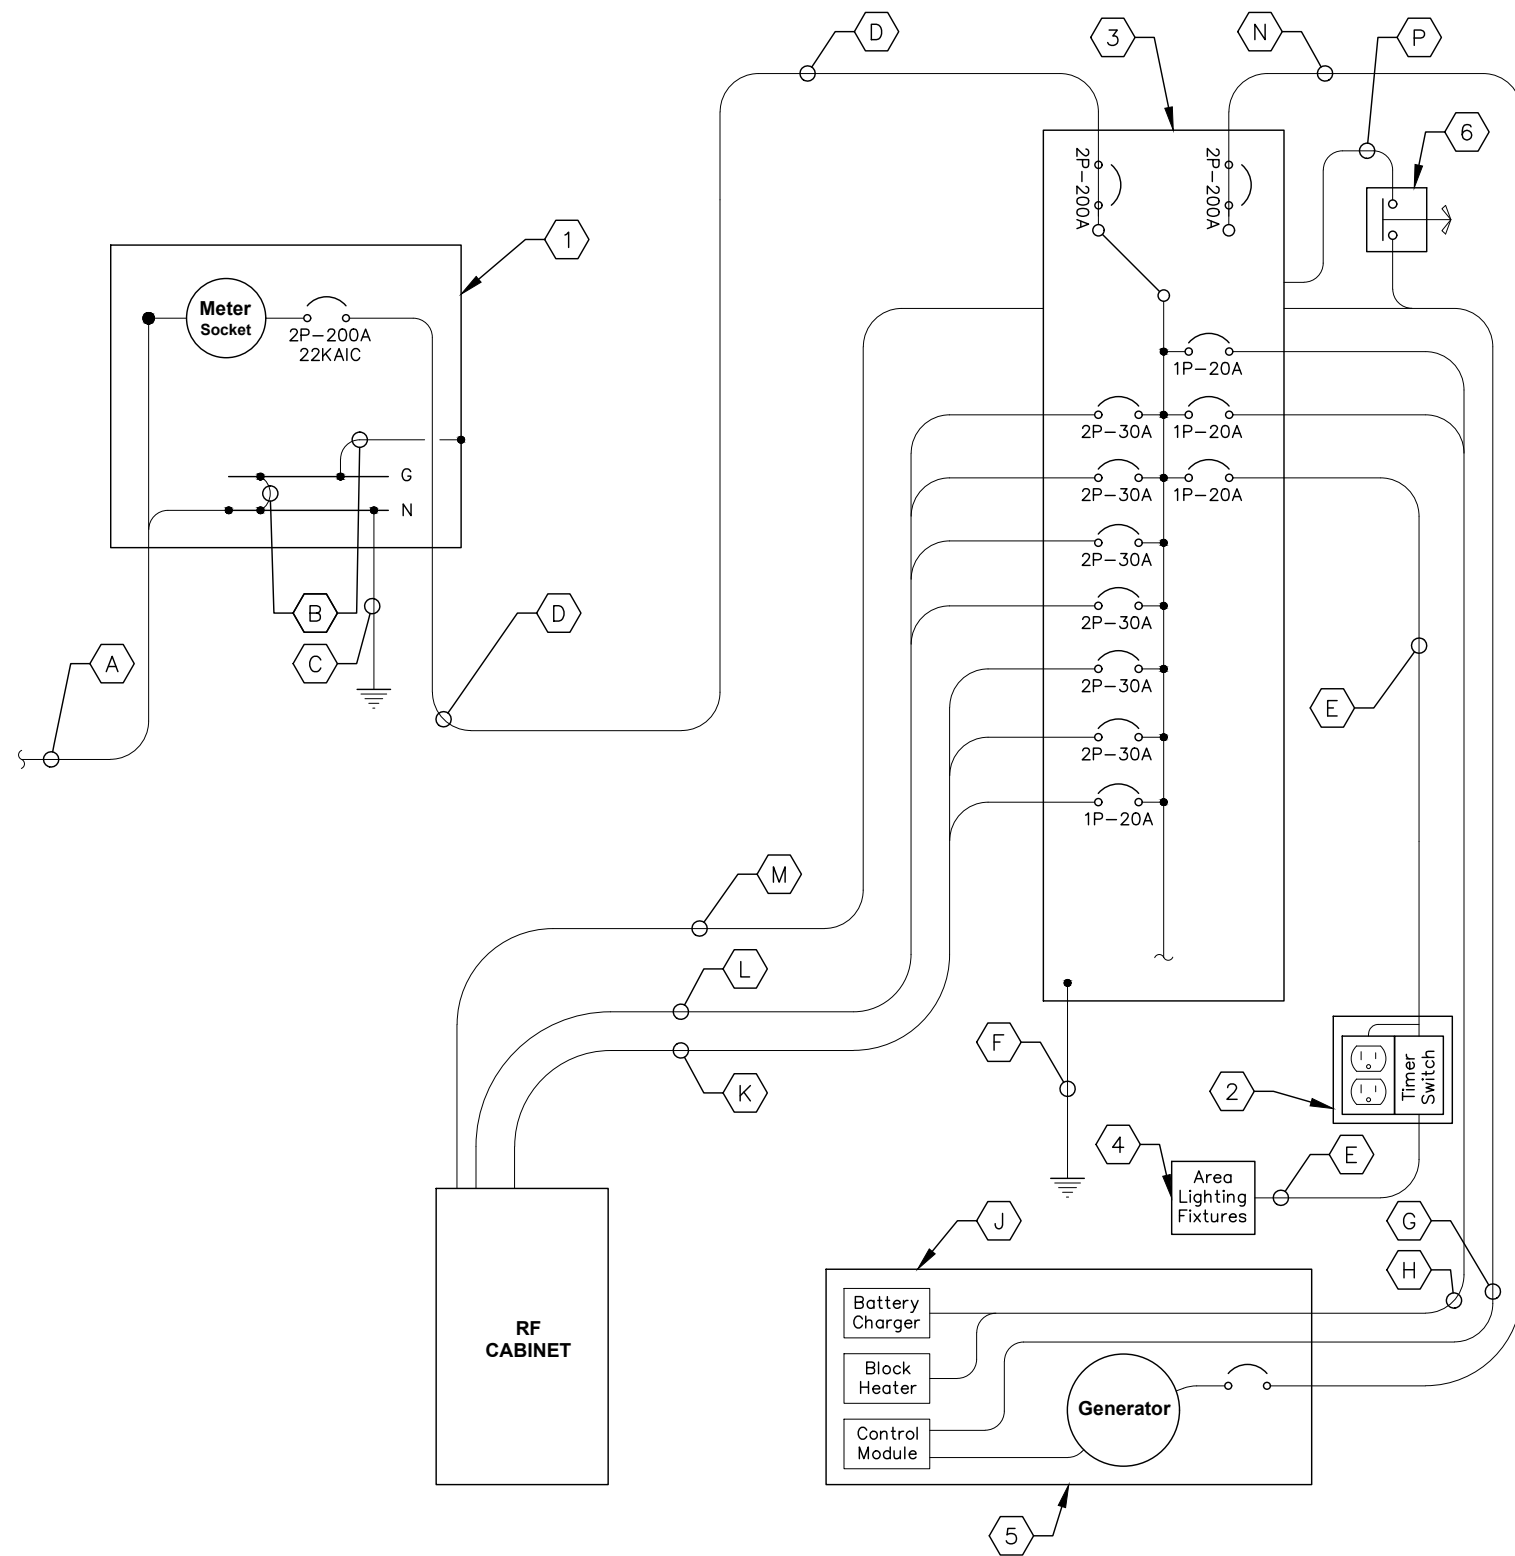 D
3
N
P
6
2P-200A
2P-200A
1
Meter
Socket
2P-200A
22KAIC
1P-20A
2P-30A
1P-20A
G
2P-30A
1P-20A
N
2P-30A
B
D
2P-30A
C
A
2P-30A
E
2P-30A
1P-20A
M
L
F
K
2
Timer
Switch
4
E
Area
Lighting
Fixtures
J
G
H
Battery
Charger
RF
CABINET
Block
Heater
Generator
Control
Module
5